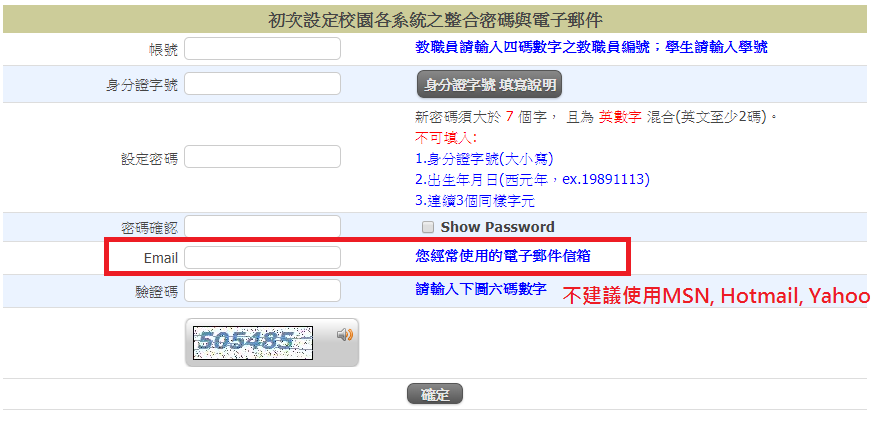 初次設定校園各系統之整合密碼與電子郵件
帳號 教職員請輸入四碼數字之教職員編號；學生請輸入學號
身分證字號 身分證字號 填寫說明
新密碼須大於 7 個字， 且為 英數字 混合(英文至少2碼)。
不可填入:
設定密碼 1.身分證字號(大小寫)
2.出生年月日(西元年，ex.19891113)
3.連續3個同樣字元
密碼確認 Show Password
Email 您經常使用的電子郵件信箱
驗證碼 請輸入下圖六碼數字 不建議使用MSN, Hotmail, Yahoo
505485
確定